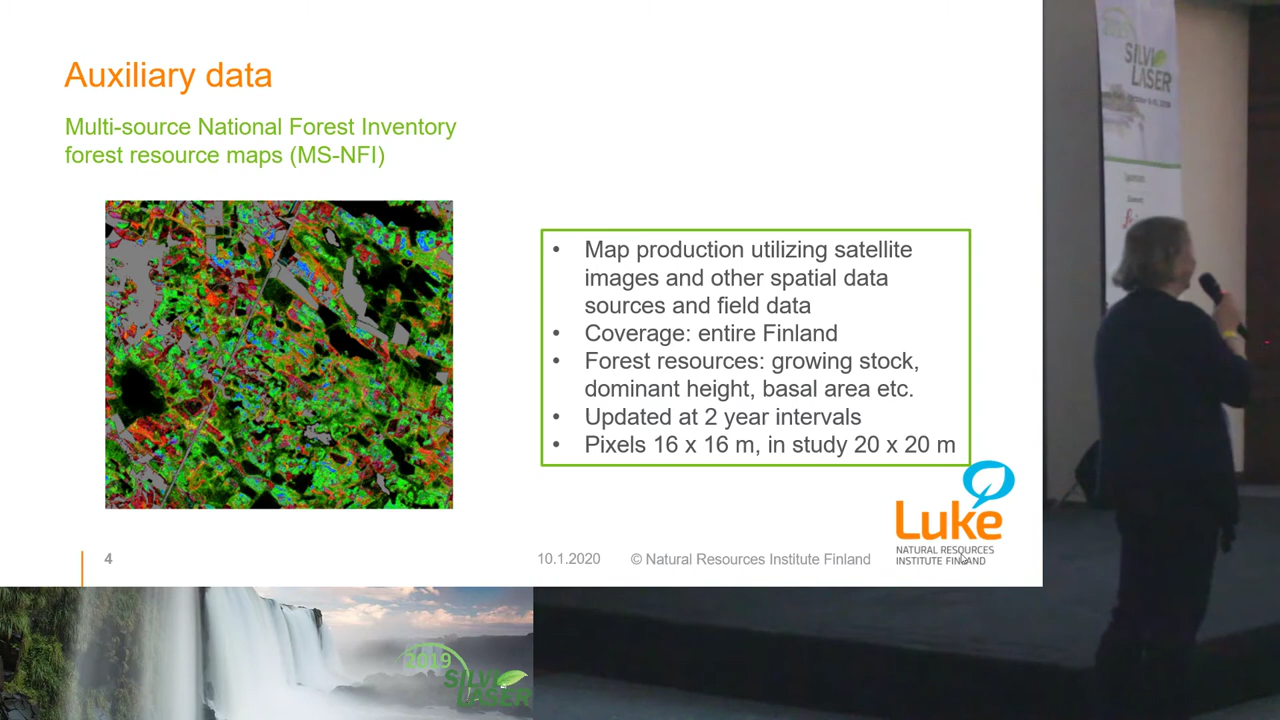 Auxiliary data
Multi-source National Forest Inventory
forest resource maps (MS-NFI)
• Map production utilizing satellite
images and other spatial data
sources and field data
• Coverage: entire Finland
• Forest resources: growing stock,
dominant height, basal area etc.
• Updated at 2 year intervals
• Pixels 16 x 16 m, in study 20 x 20 m
Luke
NATURAL RESOURCES
INSTITUTE FINLAND
4
10.1.2020
© Natural Resources Institute Finland
2019
SILVI
LASER
SILVI
LASER